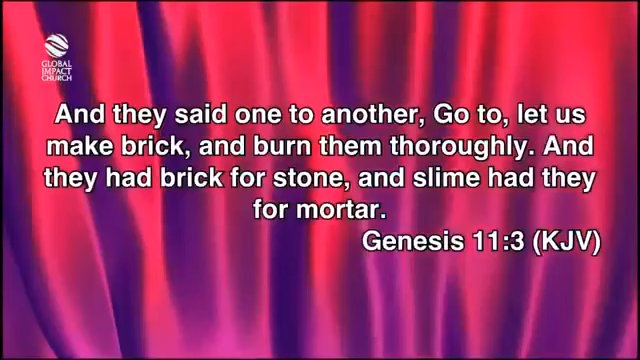 GLOBAL
IMPACT
CHURCH
And they said one to another, Go to, let us
make brick, and burn them thoroughly. And
they had brick for stone, and slime had they
for mortar.
Genesis 11:3 (KJV)